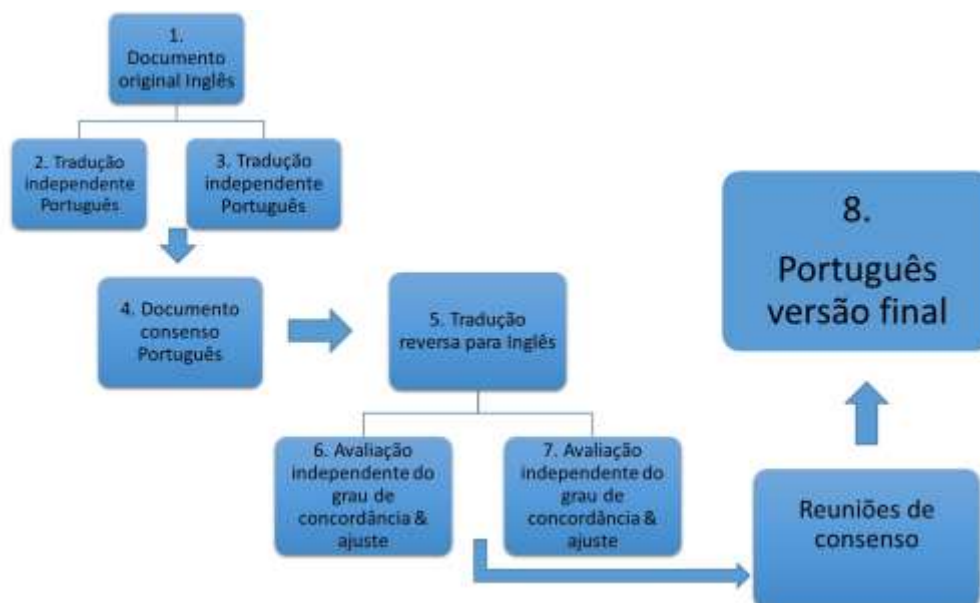 1.
Documento
original Inglês
2. Tradução
independente
Português
3. Tradução
independente
Português
4. Documento
consenso
Português
5. Tradução
reversa para Inglês
6. Avaliação
independente do
grau de
concordância &
ajuste
7. Avaliação
independente do
grau de
concordância &
ajuste
Reuniões de
consenso
8.
Português
versão final